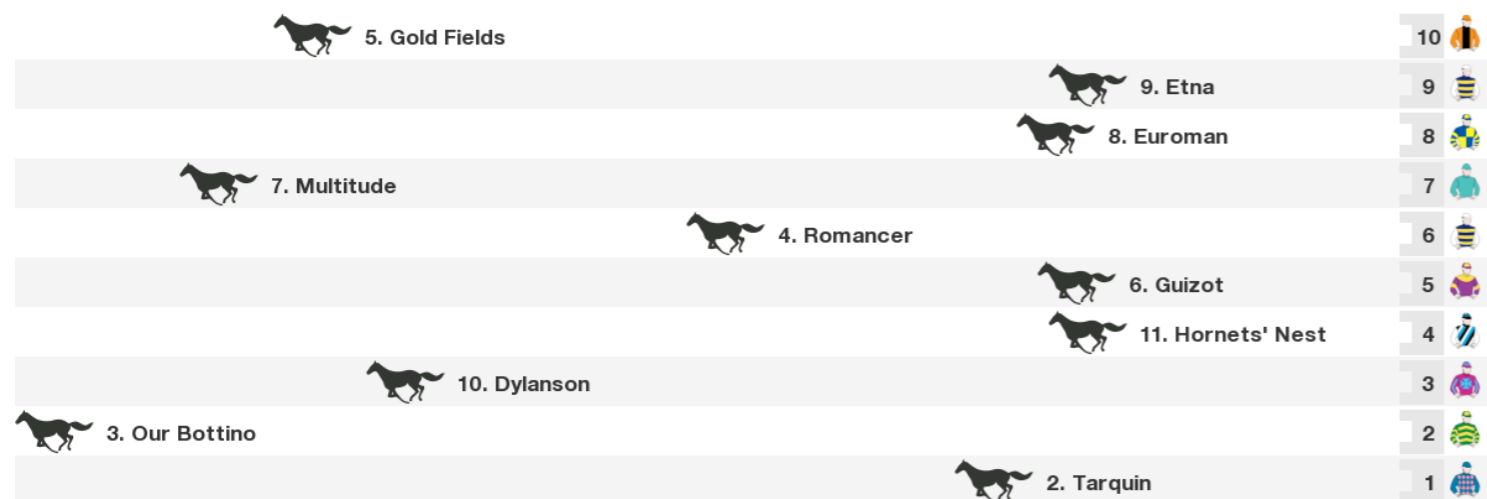 5. Gold Fields 10
9. Etna 9
8. Euroman 8
7. Multitude 7
4. Romancer 6
6. Guizot 5
11. Hornets' Nest 4
10. Dylanson 3
3. Our Bottino 2
2. Tarquin 1